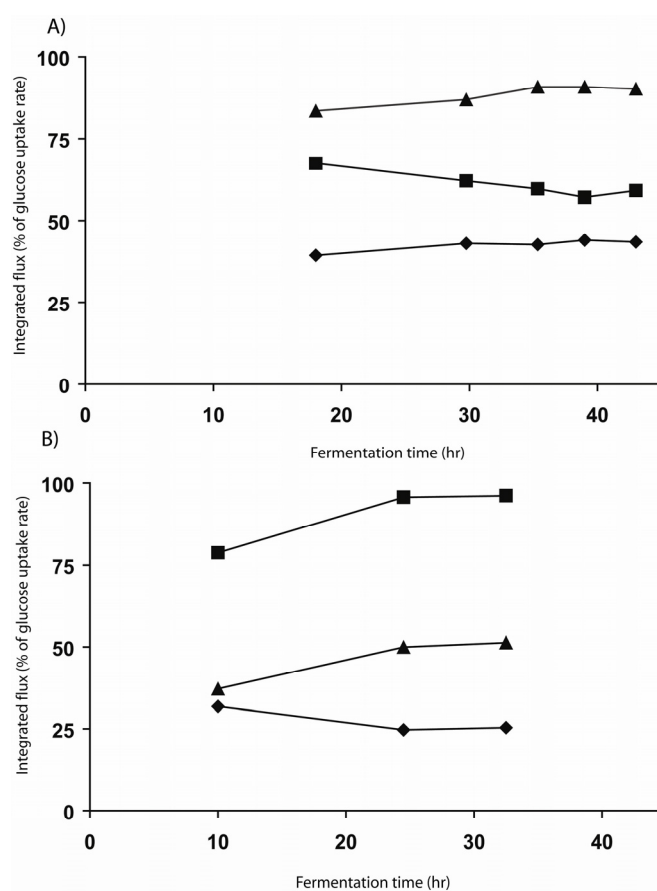 A)
Integrated flux (% of glucose uptake rate)
100
75
50
25
0
0 10 20 30 40
Fermentation time (hr)
B)
Integrated flux (% of glucose uptake rate)
100
75
50
25
0
0 10 20 30 40
Fermentation time (hr)